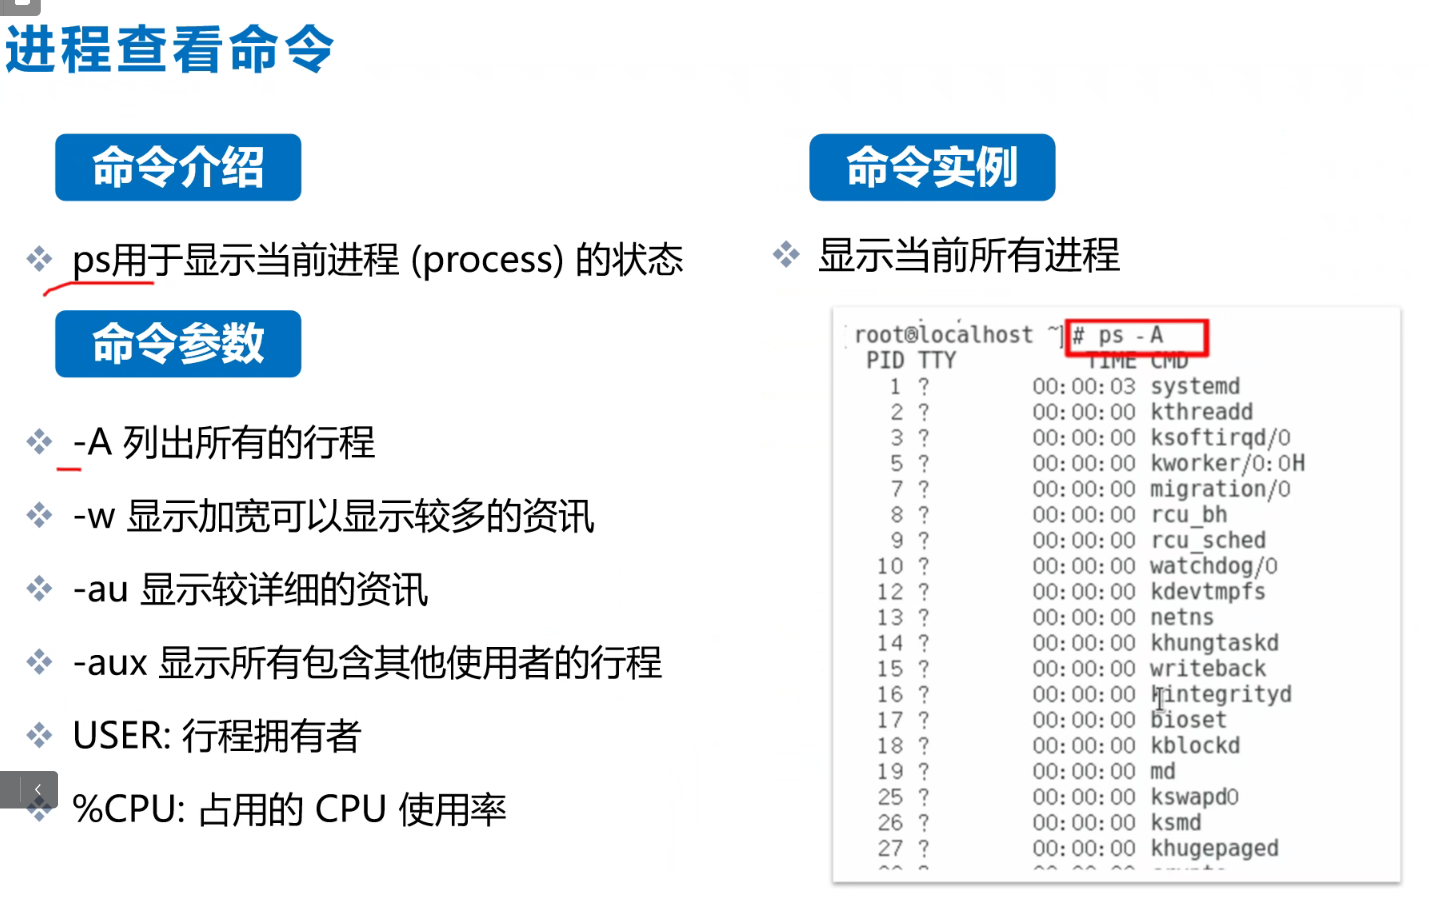 进程查看命令
命令介绍
ps用于显示当前进程 (process) 的状态
命令参数
-A 列出所有的行程
-w 显示加宽可以显示较多的资讯
-au 显示较详细的资讯
-aux 显示所有包含其他使用者的行程
USER: 行程拥有者
%CPU: 占用的 CPU 使用率
命令实例
显示当前所有进程
root@localhost ~]# ps -A
PID TTY TIME CMD
1 ? 00:00:03 systemd
2 ? 00:00:00 kthreadd
3 ? 00:00:00 ksoftirqd/0
5 ? 00:00:00 kworker/0:0H
7 ? 00:00:00 migration/0
8 ? 00:00:00 rcu_bh
9 ? 00:00:00 rcu_sched
10 ? 00:00:00 watchdog/0
12 ? 00:00:00 kdevtmpfs
13 ? 00:00:00 netns
14 ? 00:00:00 khungtaskd
15 ? 00:00:00 writeback
16 ? 00:00:00 kintegrityd
17 ? 00:00:00 bioset
18 ? 00:00:00 kblockd
19 ? 00:00:00 md
25 ? 00:00:00 kswapd0
26 ? 00:00:00 ksmd
27 ? 00:00:00 khugepaged